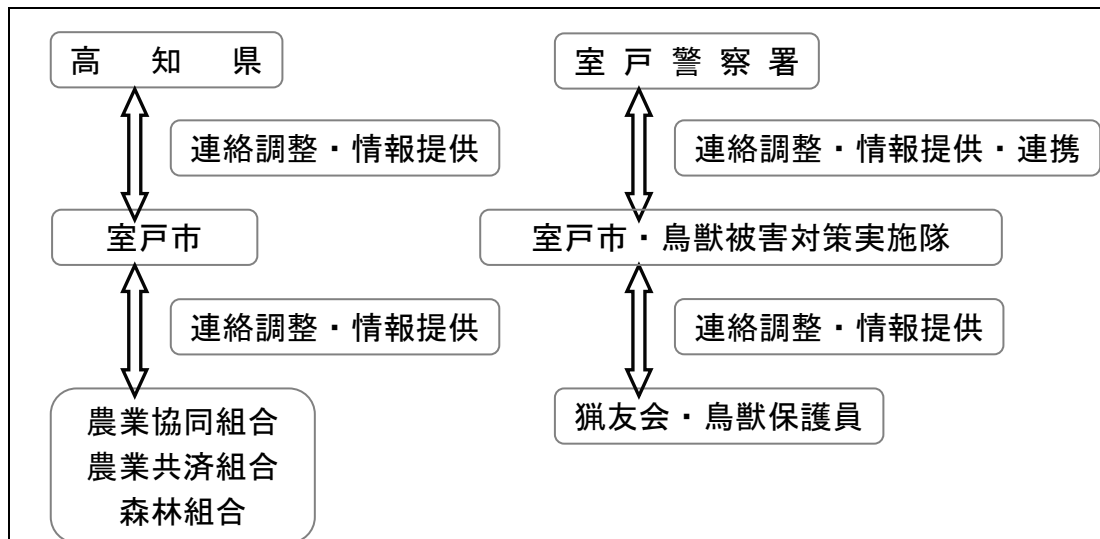 高知県
連絡調整・情報提供
室戸市
連絡調整・情報提供
農業協同組合
農業共済組合
森林組合
室戸警察署
連絡調整・情報提供・連携
室戸市・鳥獣被害対策実施隊
連絡調整・情報提供
猟友会・鳥獣保護員